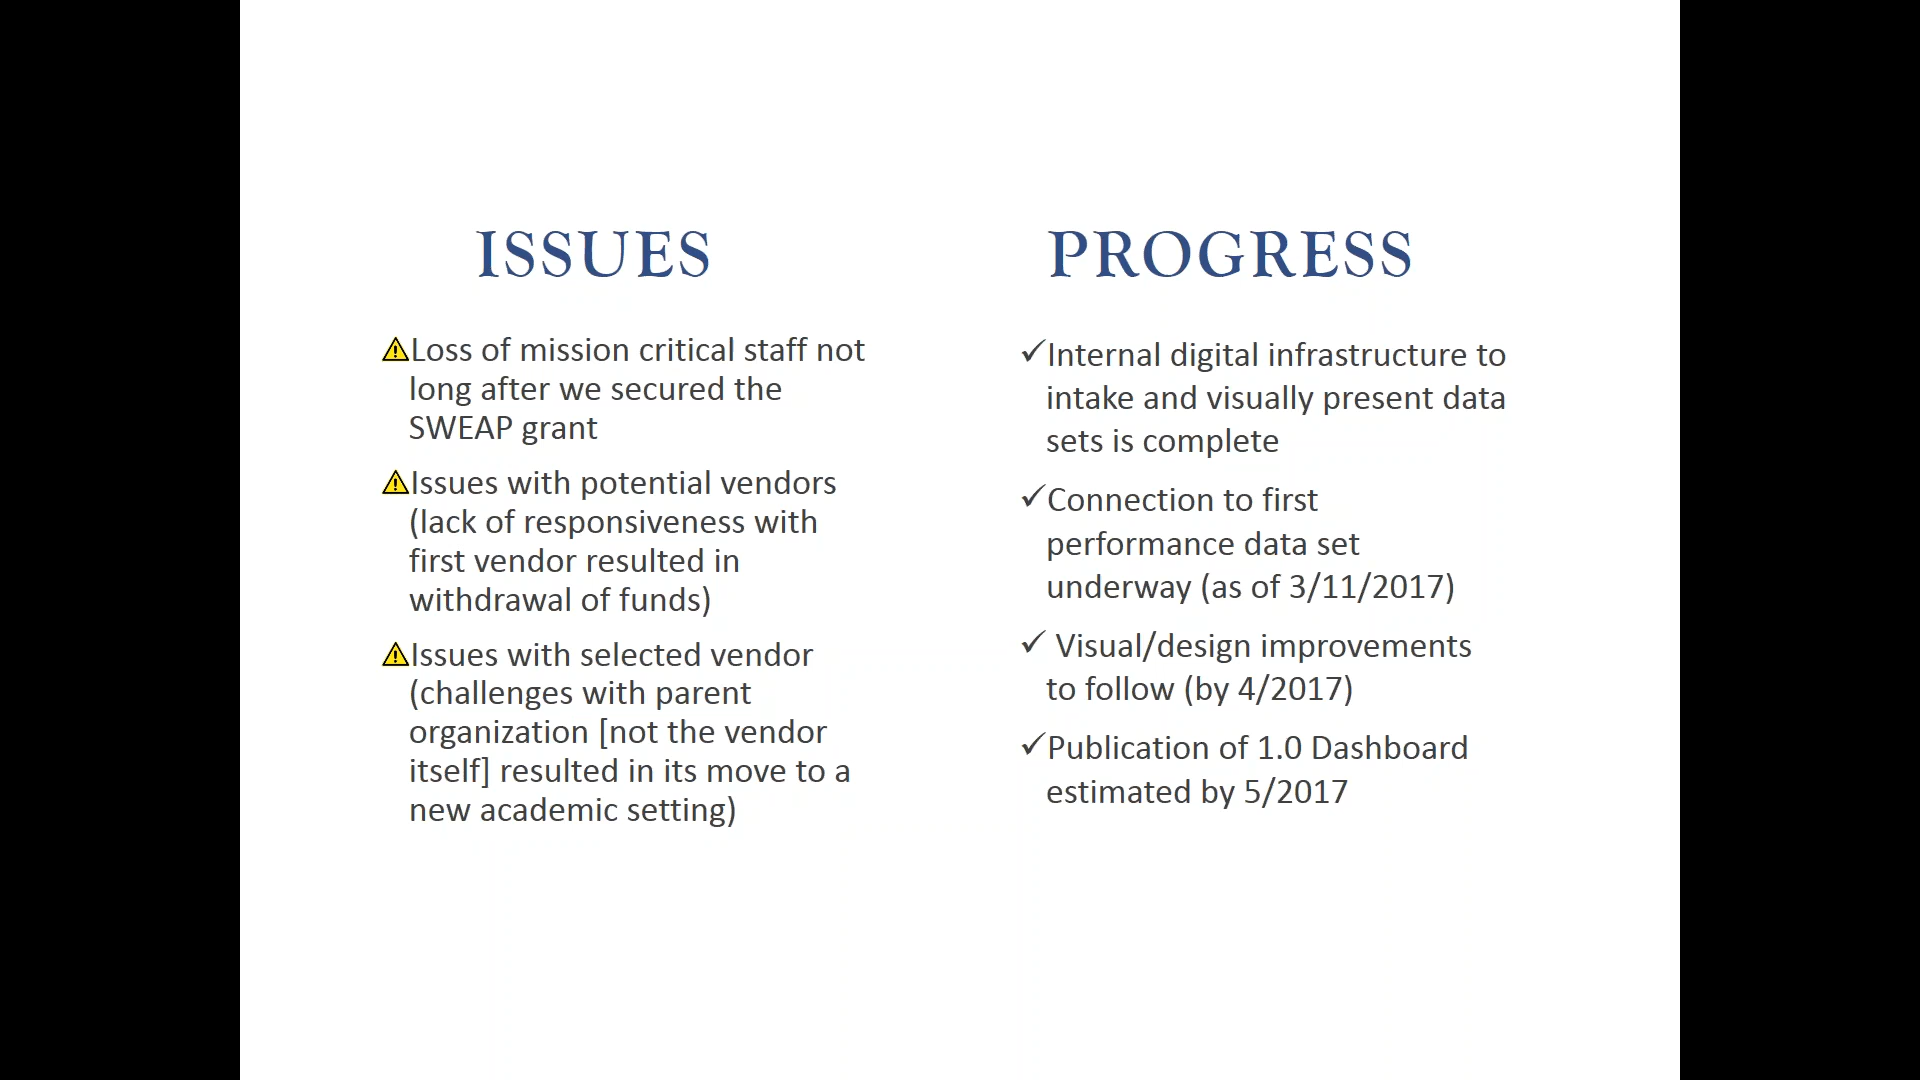 ISSUES
Loss of mission critical staff not
long after we secured the
SWEAP grant
Issues with potential vendors
(lack of responsiveness with
first vendor resulted in
withdrawal of funds)
Issues with selected vendor
(challenges with parent
organization [not the vendor
itself] resulted in its move to a
new academic setting)
PROGRESS
✓Internal digital infrastructure to
intake and visually present data
sets is complete
✓Connection to first
performance data set
underway (as of 3/11/2017)
✓ Visual/design improvements
to follow (by 4/2017)
✓Publication of 1.0 Dashboard
estimated by 5/2017